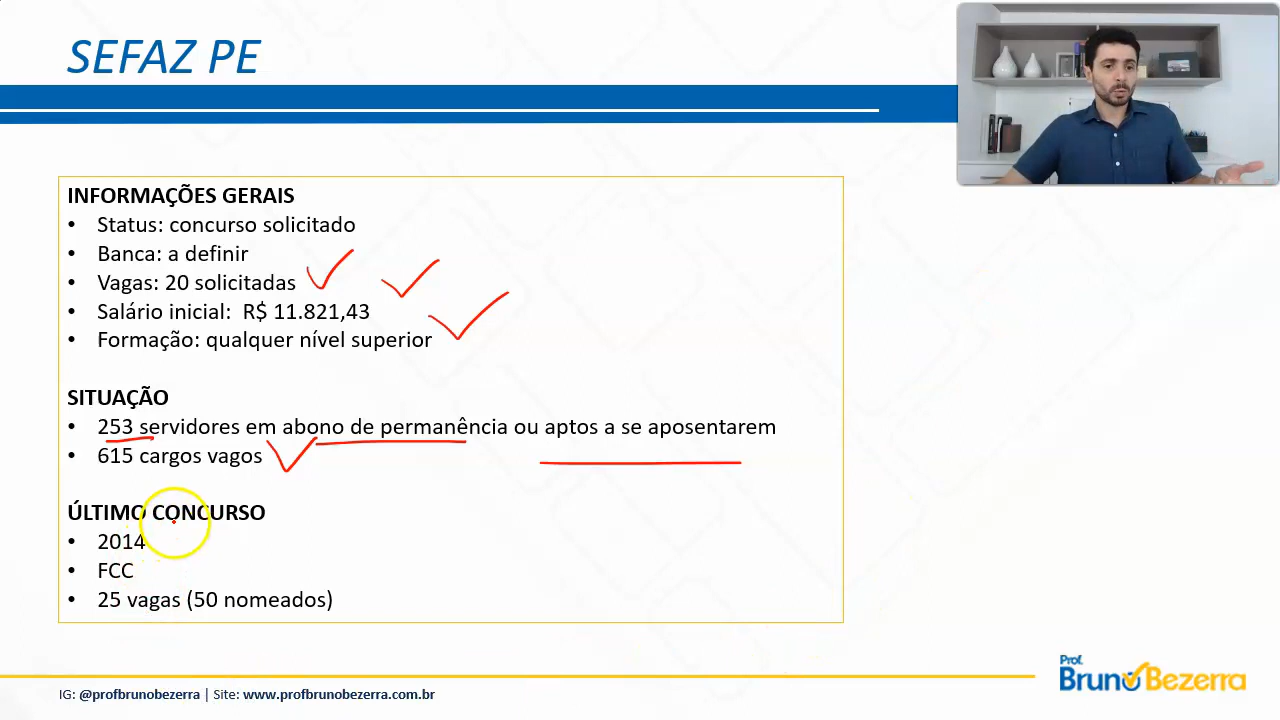 SEFAZ PE
INFORMAÇÕES GERAIS
• Status: concurso solicitado
• Banca: a definir
• Vagas: 20 solicitadas
• Salário inicial: R$ 11.821,43
• Formação: qualquer nível superior
SITUAÇÃO
• 253 servidores em abono de permanência ou aptos a se aposentarem
• 615 cargos vagos
ÚLTIMO CONCURSO
• 2014
• FCC
• 25 vagas (50 nomeados)
IG: @profbrunobezerra | Site: www.profbrunobezerra.com.br
Prof.
Bruno Bezerra